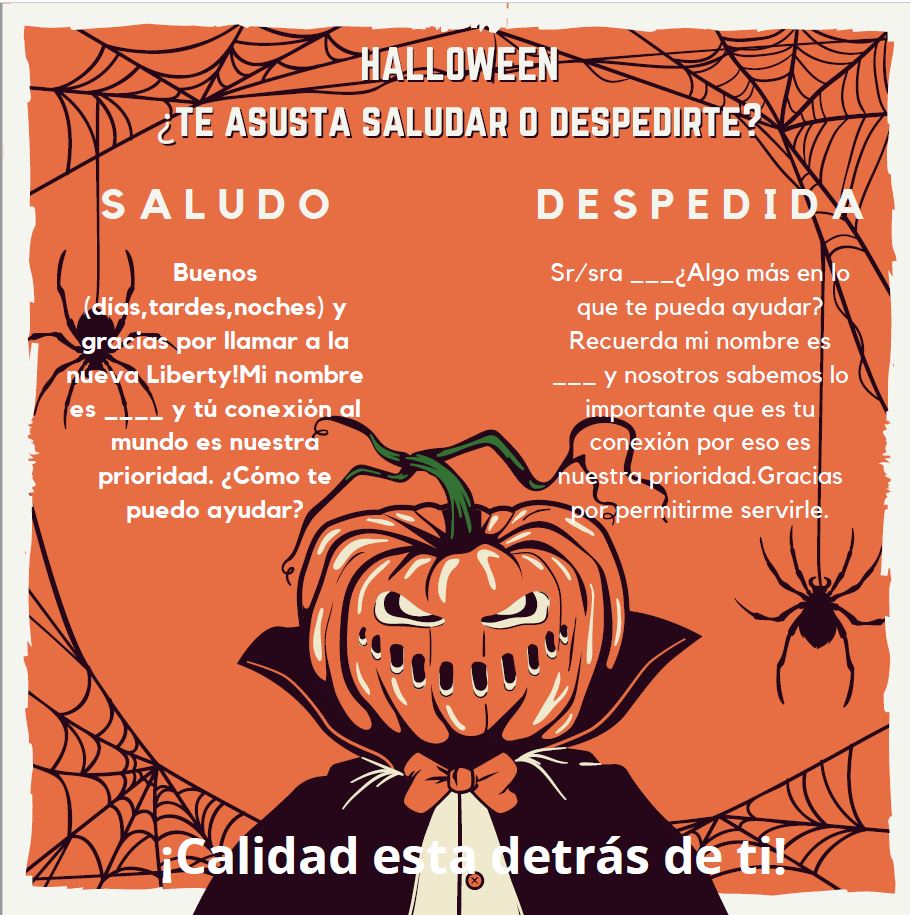 HALLOWEEN
¿TE ASUSTA SALUDAR O DESPEDIRTE?
SALUDO
Buenos
(días,tardes,noches) y
gracias por llamar a la
nueva Liberty!Mi nombre
es ____ y tú conexión al
mundo es nuestra
prioridad. ¿Cómo te
puedo ayudar?
DESPEDIDA
Sr/sra ___¿Algo más en lo
que te pueda ayudar?
Recuerda mi nombre es
___ y nosotros sabemos lo
importante que es tu
conexión por eso es
nuestra prioridad.Gracias
por permitirme servirle.
¡Calidad esta detrás de ti!